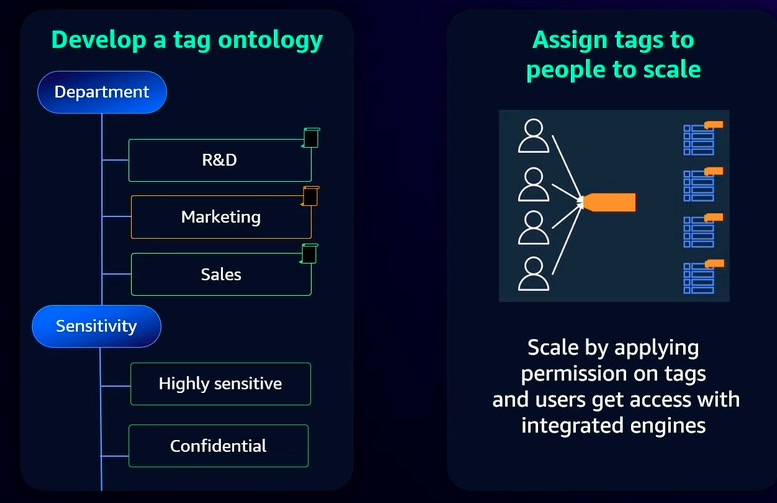 Develop a tag ontology
Department
R&D
Marketing
Sales
Sensitivity
Highly sensitive
Confidential
Assign tags to
people to scale
Scale by applying
permission on tags
and users get access with
integrated engines